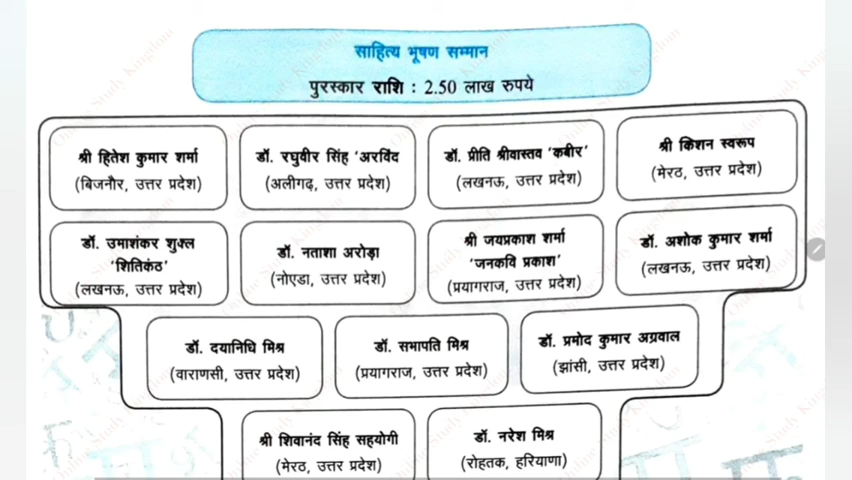 साहित्य भूषण सम्मान
पुरस्कार राशि : 2.50 लाख रुपये
श्री हितेश कुमार शर्मा
(बिजनौर, उत्तर प्रदेश)
डॉ. रघुवीर सिंह 'अरविंद
(अलीगढ़, उत्तर प्रदेश)
डॉ. प्रीति श्रीवास्तव 'कबीर'
(लखनऊ, उत्तर प्रदेश)
श्री किशन स्वरूप
(मेरठ, उत्तर प्रदेश)
डॉ. उमाशंकर शुक्ल
'शितिकंठ'
(लखनऊ, उत्तर प्रदेश)
डॉ. नताशा अरोड़ा
(नोएडा, उत्तर प्रदेश)
श्री जयप्रकाश शर्मा
'जनकवि प्रकाश'
(प्रयागराज, उत्तर प्रदेश)
डॉ. अशोक कुमार शर्मा
(लखनऊ, उत्तर प्रदेश)
डॉ. दयानिधि मिश्र
(वाराणसी, उत्तर प्रदेश)
डॉ. सभापति मिश्र
(प्रयागराज, उत्तर प्रदेश)
डॉ. प्रमोद कुमार अग्रवाल
(झांसी, उत्तर प्रदेश)
श्री शिवानंद सिंह सहयोगी
(मेरठ, उत्तर प्रदेश)
डॉ. नरेश मिश्र
(रोहतक, हरियाणा)